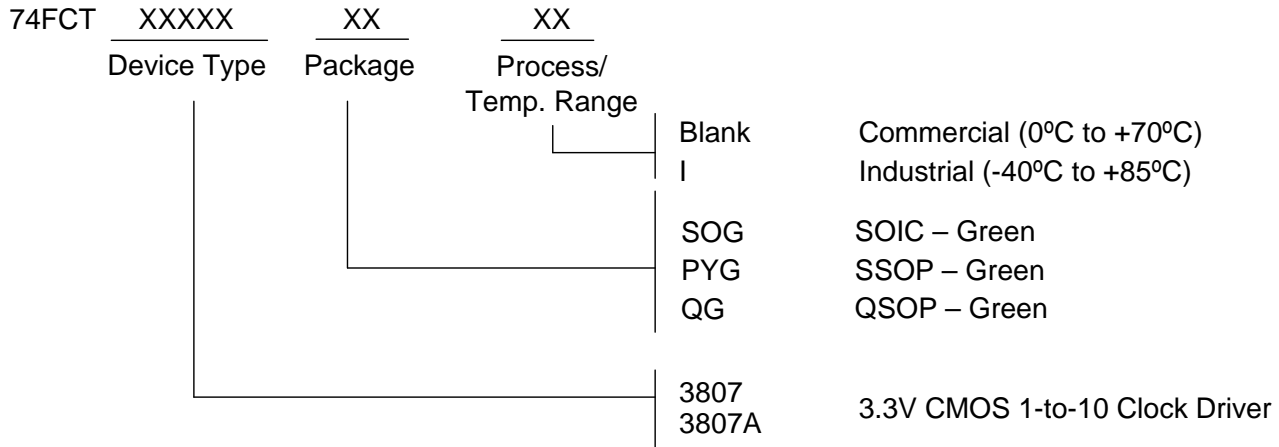 74FCT XXXXX XX XX
Device Type Package Process/
Temp. Range
Blank Commercial (0ºC to +70ºC)
I Industrial (-40ºC to +85ºC)
SOG SOIC – Green
PYG SSOP – Green
QG QSOP – Green
3807
3807A 3.3V CMOS 1-to-10 Clock Driver